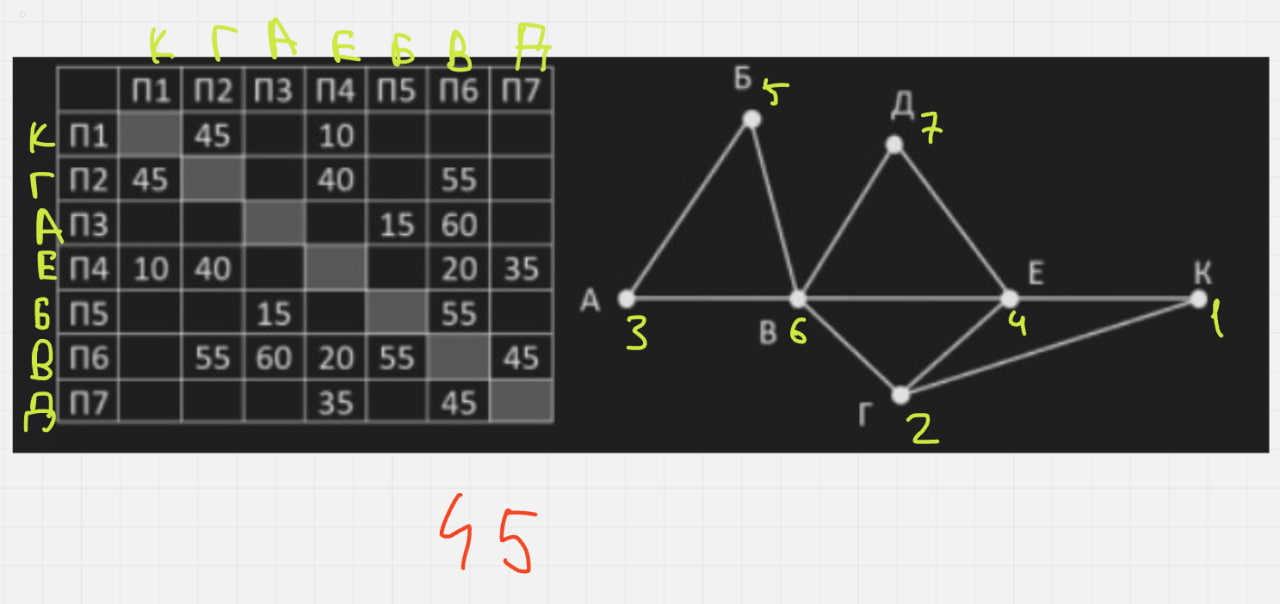 К Г А Е Б В Д
П1 П2 П3 П4 П5 П6 П7
К П1 45 10
Г П2 45 40 55
А П3 15 60
Е П4 10 40 20 35
Б П5 15 55
В П6 55 60 20 55 45
Д П7 35 45
Б 5
Д 7
А 3
В 6
Е 4
К 1
Г 2
45